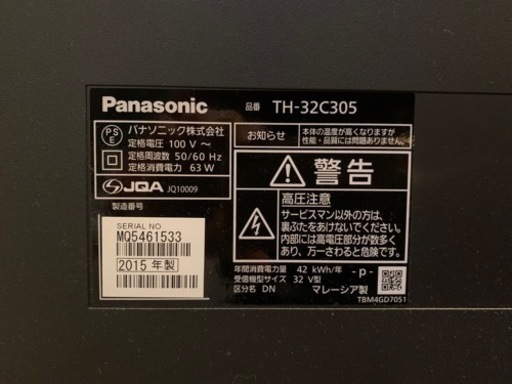 Panasonic 品番 TH-32C305
PS
E
パナソニック株式会社
定格電圧 100 V ～
定格周波数 50/60 Hz
定格消費電力 63 W
JQA JQ10009
製造番号
SERIAL NO
MQ5461533
2015 年製
お知らせ
本体の温度が高くなりますが
性能・品質には問題ありません。
警告
高圧注意
サービスマン以外の方は、
裏ぶたをあけないでください。
内部には高電圧部分が数多く
あり、万一さわると危険です。
年間消費電力量 42 kWh/年
受信機型サイズ 32 V型
区分名 DN
-p-
マレーシア製
TBM4GD7051